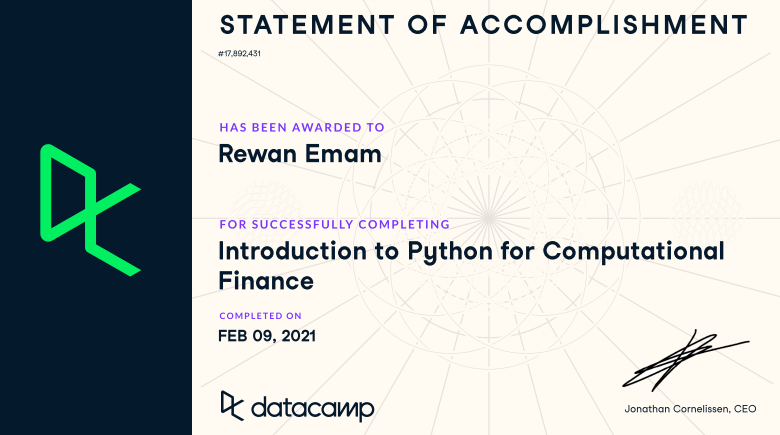 STATEMENT OF ACCOMPLISHMENT
#17,892,431
HAS BEEN AWARDED TO
Rewan Emam
FOR SUCCESSFULLY COMPLETING
Introduction to Python for Computational
Finance
COMPLETED ON
FEB 09, 2021
datacamp
Jonathan Cornelissen, CEO